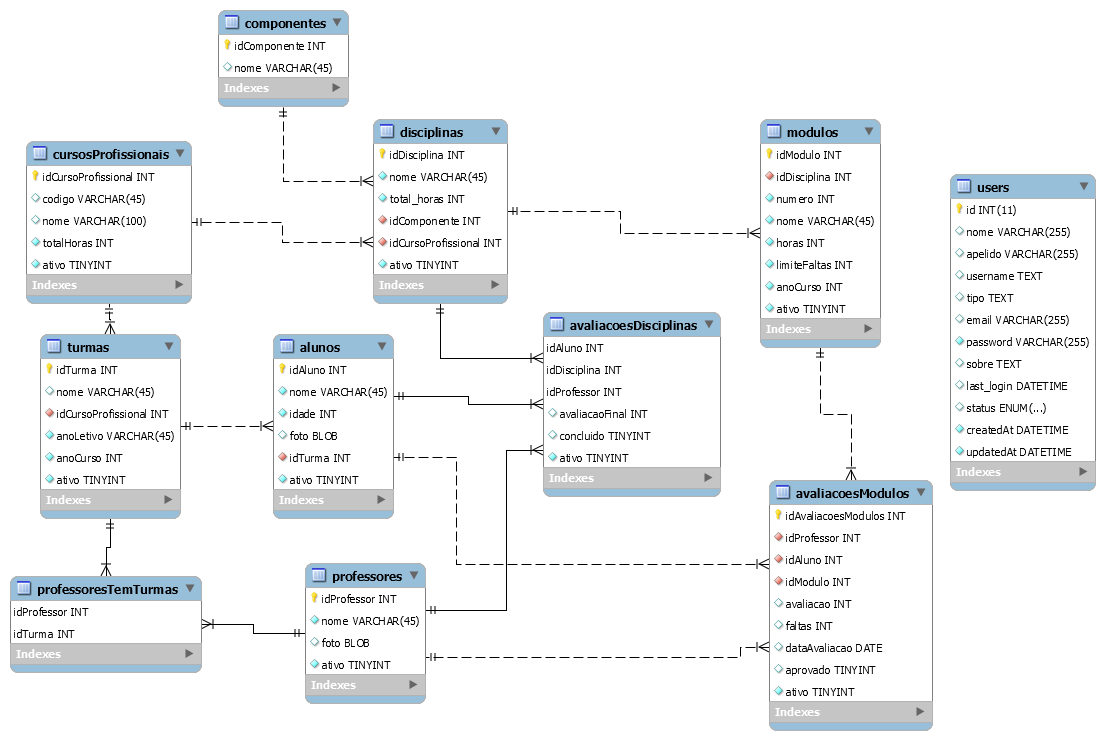 componentes
idComponente INT
nome VARCHAR(45)
Indexes
cursosProfissionais
idCursoProfissional INT
codigo VARCHAR(45)
nome VARCHAR(100)
totalHoras INT
ativo TINYINT
Indexes
disciplinas
idDisciplina INT
nome VARCHAR(45)
total_horas INT
idComponente INT
idCursoProfissional INT
ativo TINYINT
Indexes
modulos
idModulo INT
idDisciplina INT
numero INT
nome VARCHAR(45)
horas INT
limiteFaltas INT
anoCurso INT
ativo TINYINT
Indexes
users
id INT(11)
nome VARCHAR(255)
apelido VARCHAR(255)
username TEXT
tipo TEXT
email VARCHAR(255)
password VARCHAR(255)
sobre TEXT
last_login DATETIME
status ENUM(...)
createdAt DATETIME
updatedAt DATETIME
Indexes
turmas
idTurma INT
nome VARCHAR(45)
idCursoProfissional INT
anoLetivo VARCHAR(45)
anoCurso INT
ativo TINYINT
Indexes
alunos
idAluno INT
nome VARCHAR(45)
idade INT
foto BLOB
idTurma INT
ativo TINYINT
Indexes
avaliacoesDisciplinas
idAluno INT
idDisciplina INT
idProfessor INT
avaliacaoFinal INT
concluido TINYINT
ativo TINYINT
Indexes
professoresTemTurmas
idProfessor INT
idTurma INT
Indexes
professores
idProfessor INT
nome VARCHAR(45)
foto BLOB
ativo TINYINT
Indexes
avaliacoesModulos
idAvaliacoesModulos INT
idProfessor INT
idAluno INT
idModulo INT
avaliacao INT
faltas INT
dataAvaliacao DATE
aprovado TINYINT
ativo TINYINT
Indexes